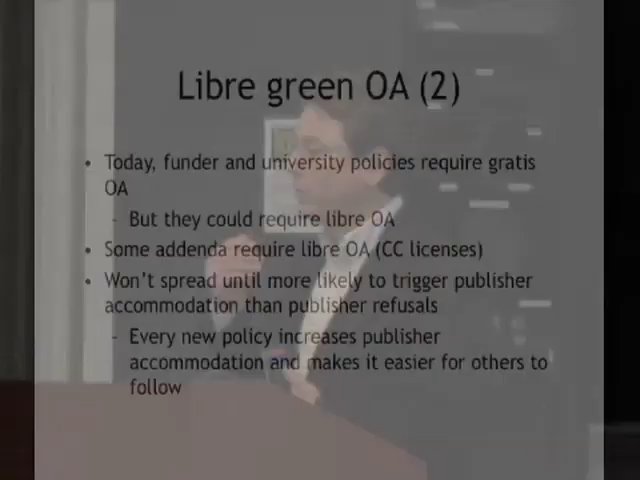 Libre green OA (2)
• Today, funder and university policies require gratis
OA
- But they could require libre OA
• Some addenda require libre OA (CC licenses)
• Won't spread until more likely to trigger publisher
accommodation than publisher refusals
- Every new policy increases publisher
accommodation and makes it easier for others to
follow